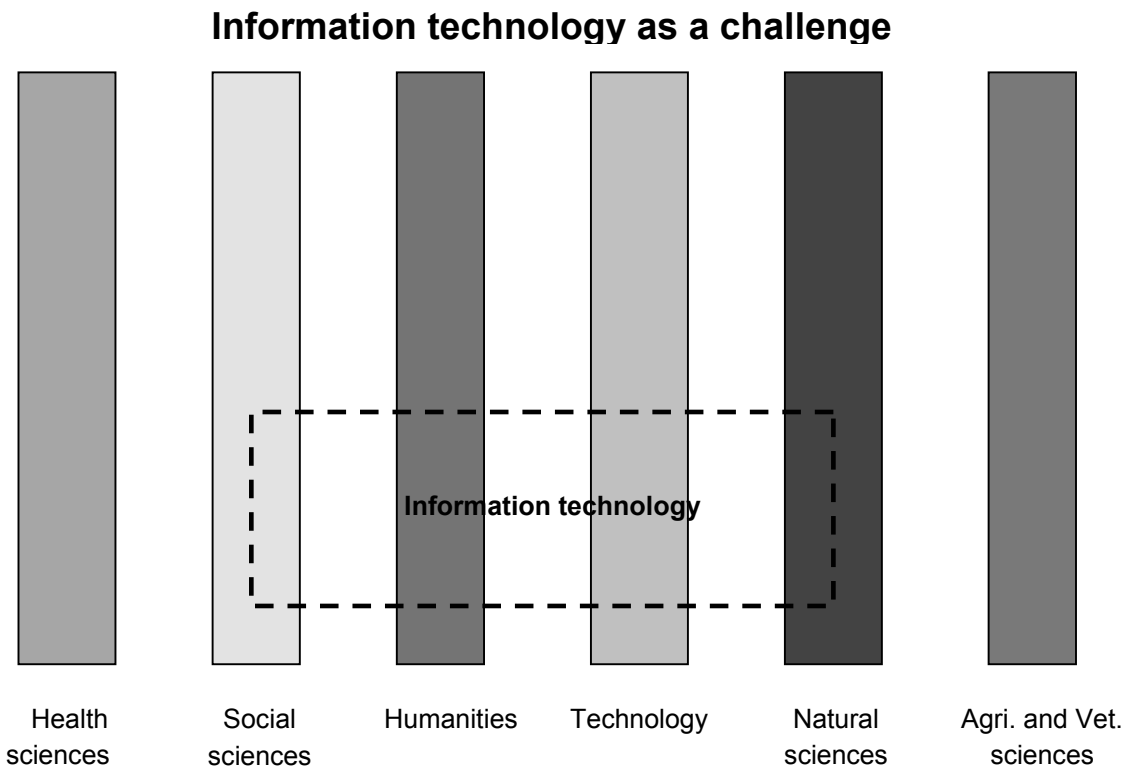 Information technology as a challenge
Information technology
Health
sciences
Social
sciences
Humanities
Technology
Natural
sciences
Agri. and Vet.
sciences